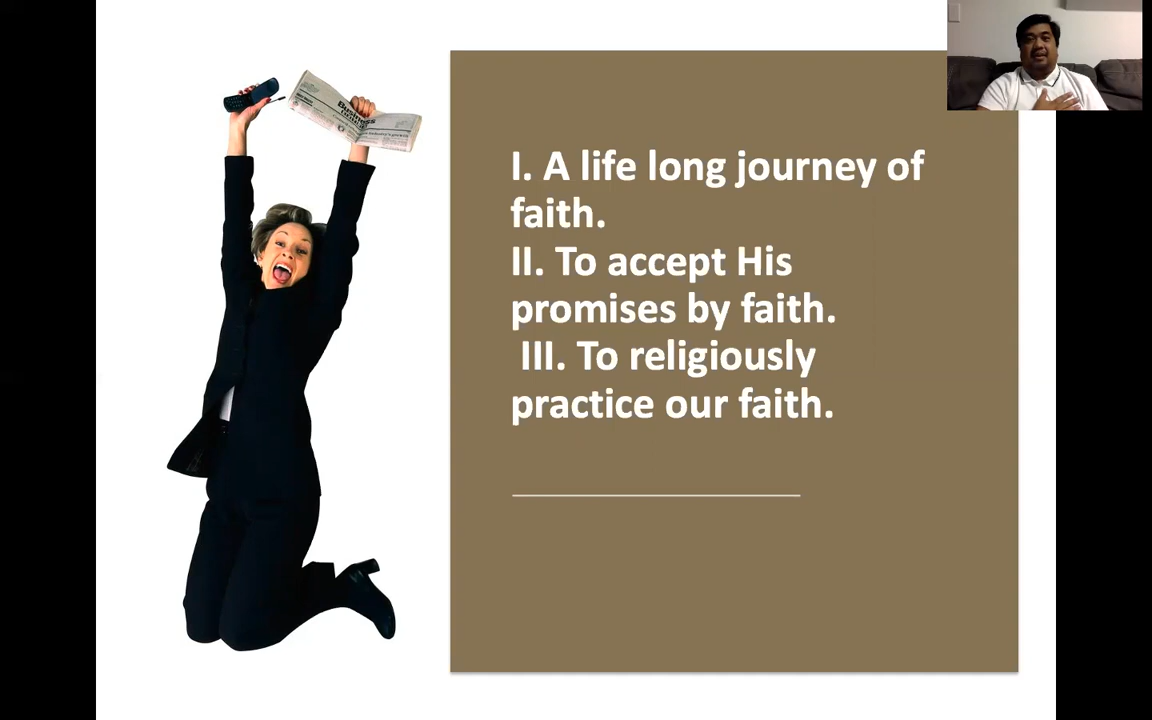 I. A life long journey of
faith.
II. To accept His
promises by faith.
III. To religiously
practice our faith.
Business